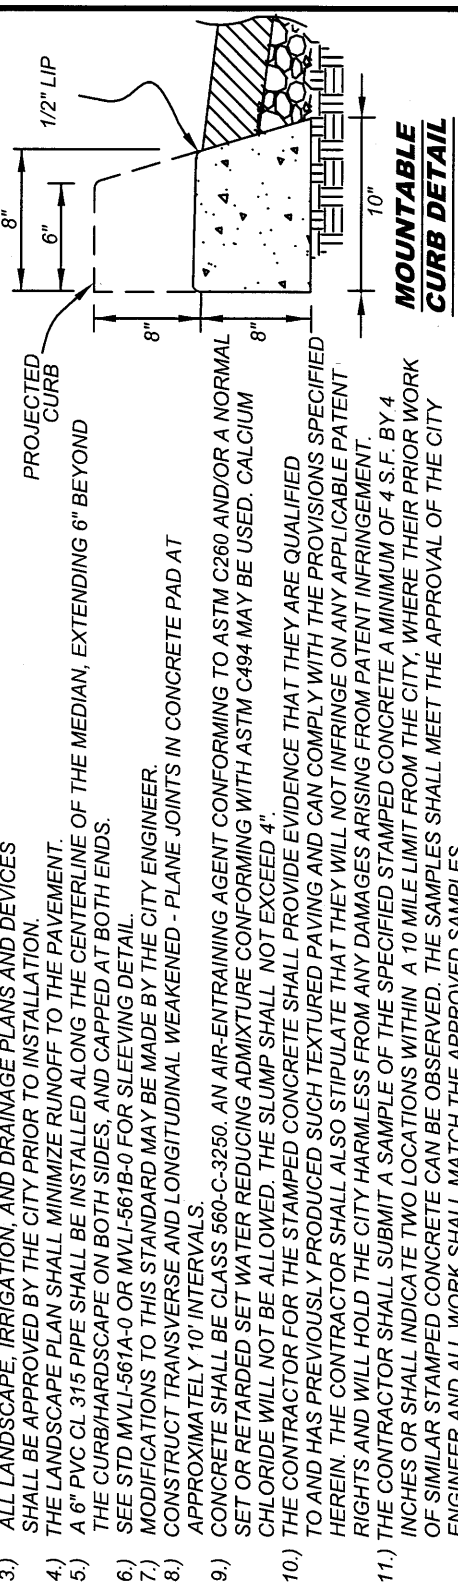 3.) ALL LANDSCAPE, IRRIGATION, AND DRAINAGE PLANS AND DEVICES
SHALL BE APPROVED BY THE CITY PRIOR TO INSTALLATION.
4.) THE LANDSCAPE PLAN SHALL MINIMIZE RUNOFF TO THE PAVEMENT.
5.) A 6" PVC CL 315 PIPE SHALL BE INSTALLED ALONG THE CENTERLINE OF THE MEDIAN, EXTENDING 6" BEYOND
THE CURB/HARDSCAPE ON BOTH SIDES, AND CAPPED AT BOTH ENDS.
6.) SEE STD MVLI-561A-0 OR MVLI-561B-0 FOR SLEEVING DETAIL.
7.) MODIFICATIONS TO THIS STANDARD MAY BE MADE BY THE CITY ENGINEER.
8.) CONSTRUCT TRANSVERSE AND LONGITUDINAL WEAKENED - PLANE JOINTS IN CONCRETE PAD AT
APPROXIMATELY 10' INTERVALS.
9.) CONCRETE SHALL BE CLASS 560-C-3250. AN AIR-ENTRAINING AGENT CONFORMING TO ASTM C260 AND/OR A NORMAL
SET OR RETARDED SET WATER REDUCING ADMIXTURE CONFORMING WITH ASTM C494 MAY BE USED. CALCIUM
CHLORIDE WILL NOT BE ALLOWED. THE SLUMP SHALL NOT EXCEED 4".
10.) THE CONTRACTOR FOR THE STAMPED CONCRETE SHALL PROVIDE EVIDENCE THAT THEY ARE QUALIFIED
TO AND HAS PREVIOUSLY PRODUCED SUCH TEXTURED PAVING AND CAN COMPLY WITH THE PROVISIONS SPECIFIED
HEREIN. THE CONTRACTOR SHALL ALSO STIPULATE THAT THEY WILL NOT INFRINGE ON ANY APPLICABLE PATENT
RIGHTS AND WILL HOLD THE CITY HARMLESS FROM ANY DAMAGES ARISING FROM PATENT INFRINGEMENT.
11.) THE CONTRACTOR SHALL SUBMIT A SAMPLE OF THE SPECIFIED STAMPED CONCRETE A MINIMUM OF 4 S.F. BY 4
INCHES OR SHALL INDICATE TWO LOCATIONS WITHIN A 10 MILE LIMIT FROM THE CITY, WHERE THEIR PRIOR WORK
OF SIMILAR STAMPED CONCRETE CAN BE OBSERVED. THE SAMPLES SHALL MEET THE APPROVAL OF THE CITY
ENGINEER AND ALL WORK SHALL MATCH THE APPROVED SAMPLES
8"
6"
1/2" LIP
PROJECTED
CURB
8"
8"
10"
MOUNTABLE
CURB DETAIL